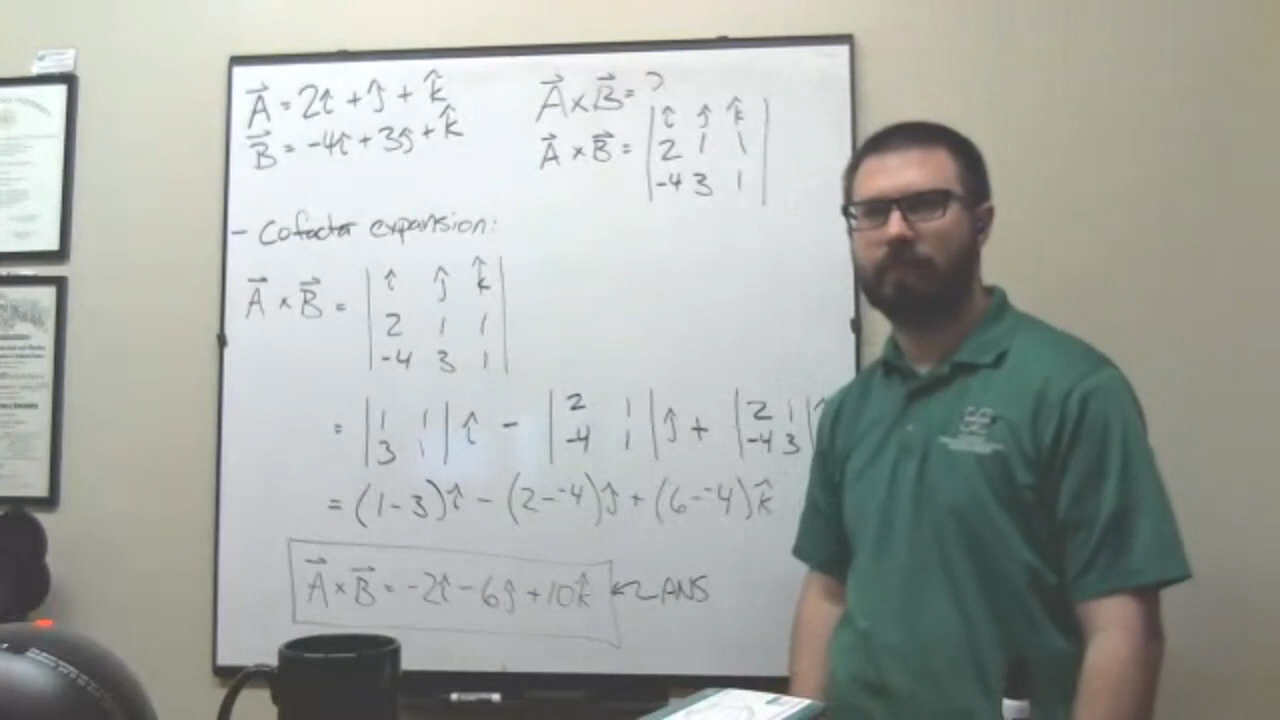 A⃗ = 2î + ĵ + k̂
B⃗ = -4î + 3ĵ + k̂
A⃗ × B⃗ = ?
A⃗ × B⃗ = | î ĵ k̂ |
| 2 1 1 |
| -4 3 1 |
- Cofactor expansion:
A⃗ × B⃗ = | î ĵ k̂ |
| 2 1 1 |
| -4 3 1 |
= | 1 1 | î - | 2 1 | ĵ + | 2 1 |
| 3 1 | | -4 1 | | -4 3 |
= (1-3)î - (2--4)ĵ + (6--4)k̂
A⃗ × B⃗ = -2î - 6ĵ + 10k̂ ← ANS